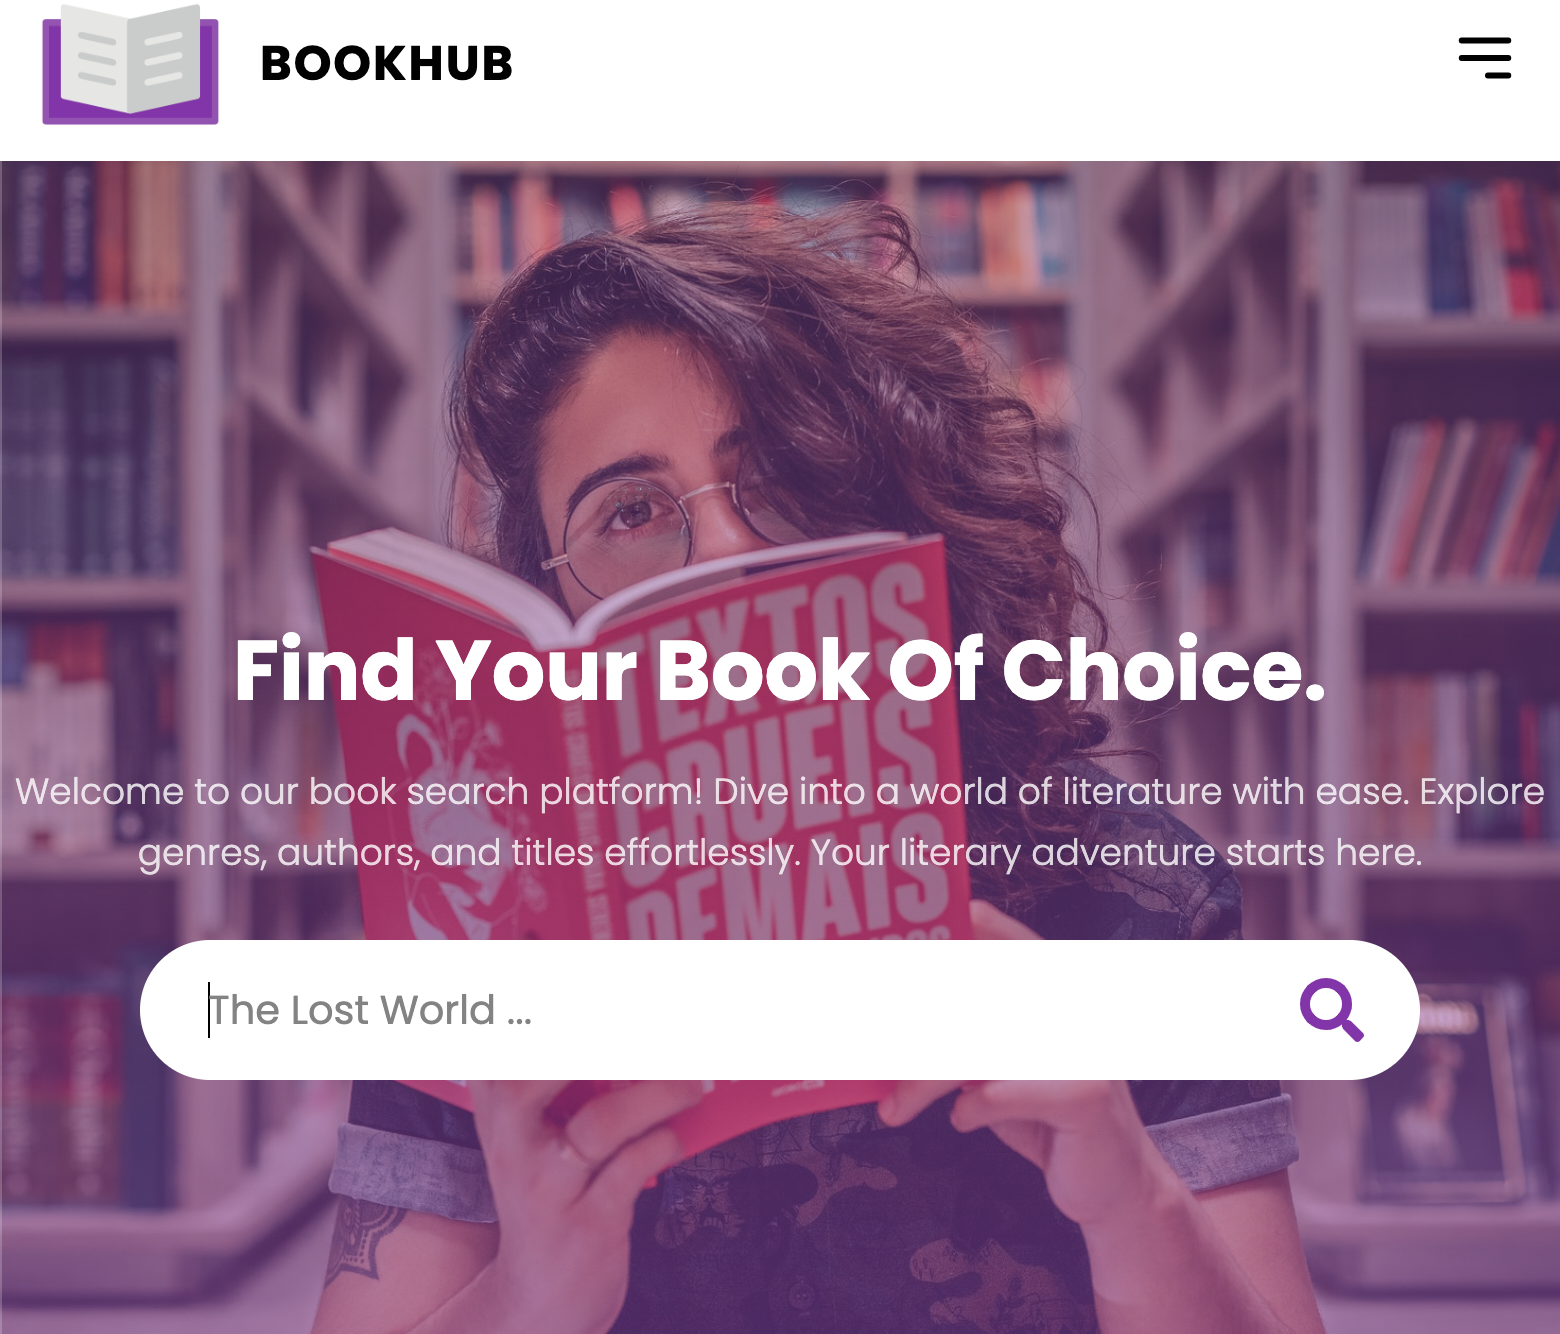 BOOKHUB
TEXTOS
CRUEIS
DEMAIS
Find Your Book Of Choice.
Welcome to our book search platform! Dive into a world of literature with ease. Explore
genres, authors, and titles effortlessly. Your literary adventure starts here.
The Lost World ...